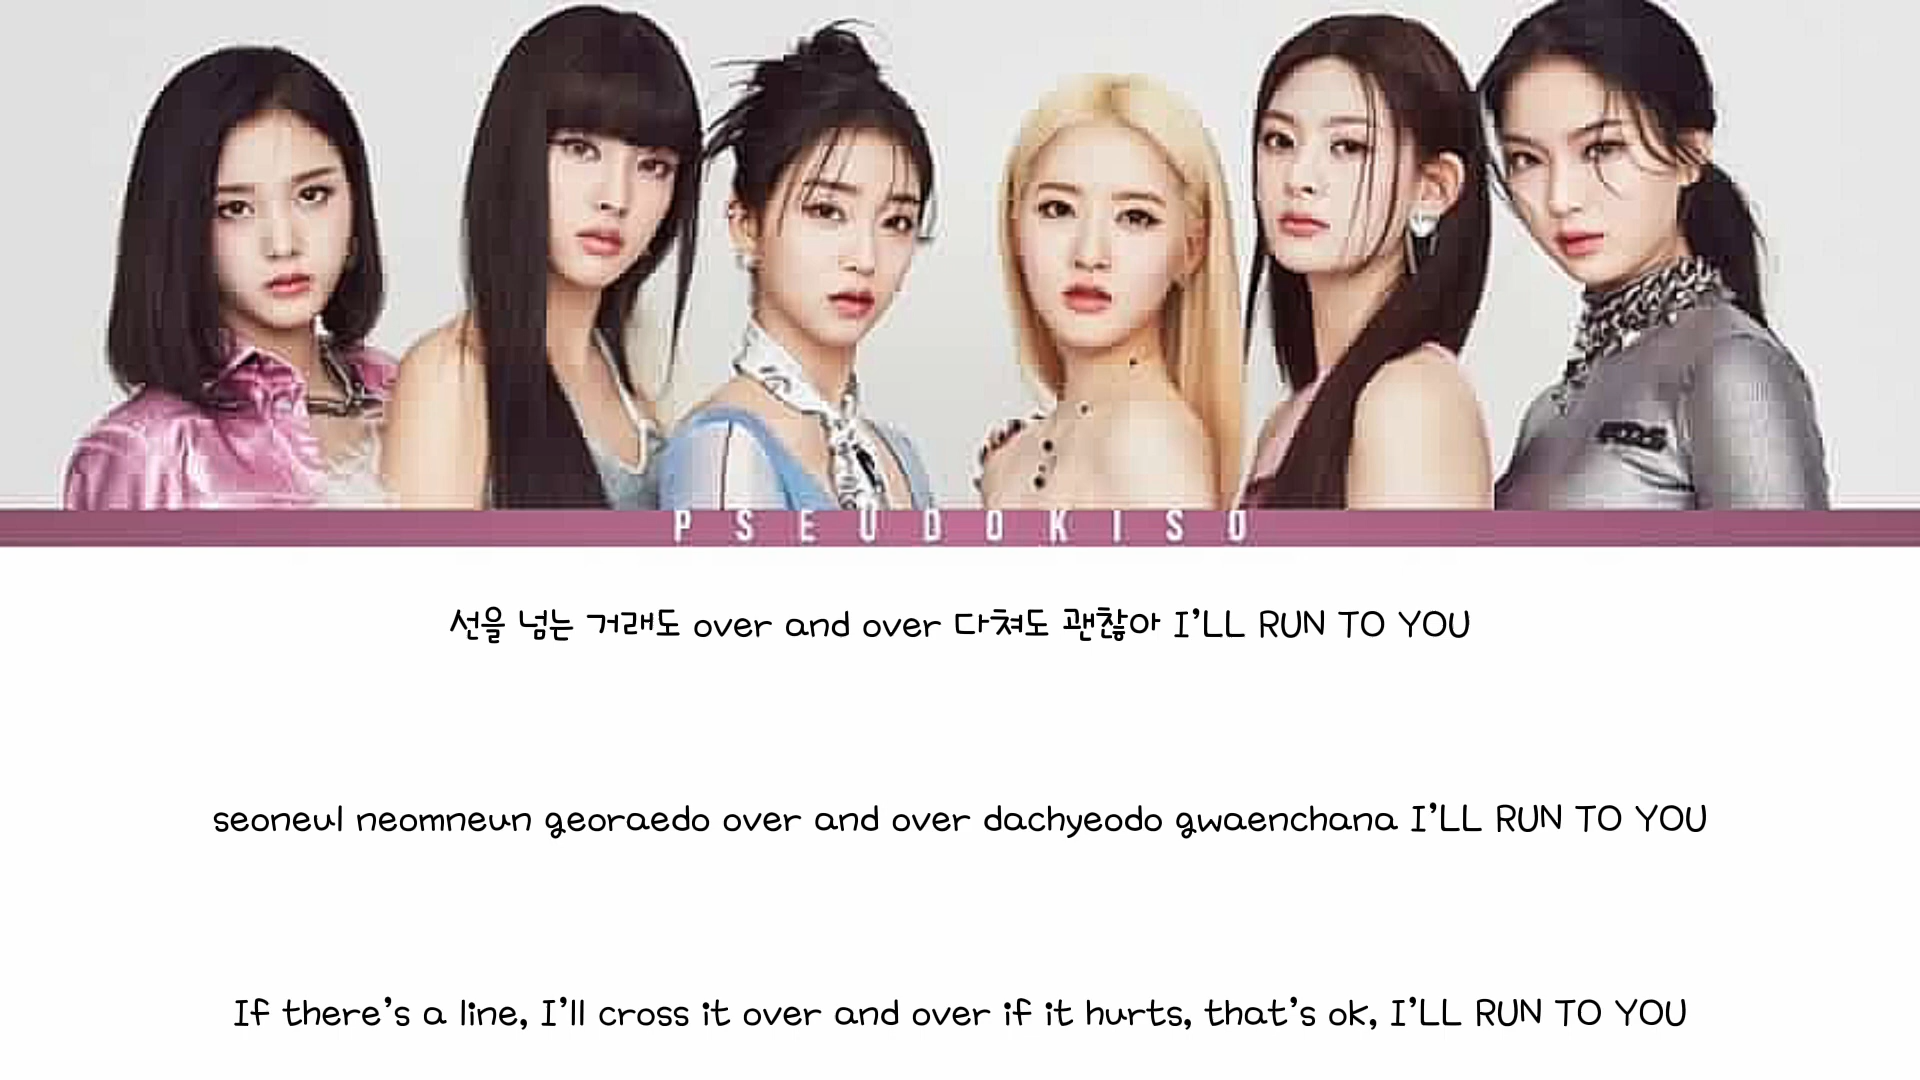 PSEUDOKISO
선을 넘는 거래도 over and over 다쳐도 괜찮아 I'LL RUN TO YOU
seoneul neomneun georaedo over and over dachyeodo gwaenchana I'LL RUN TO YOU
If there's a line, I'll cross it over and over if it hurts, that's ok, I'LL RUN TO YOU